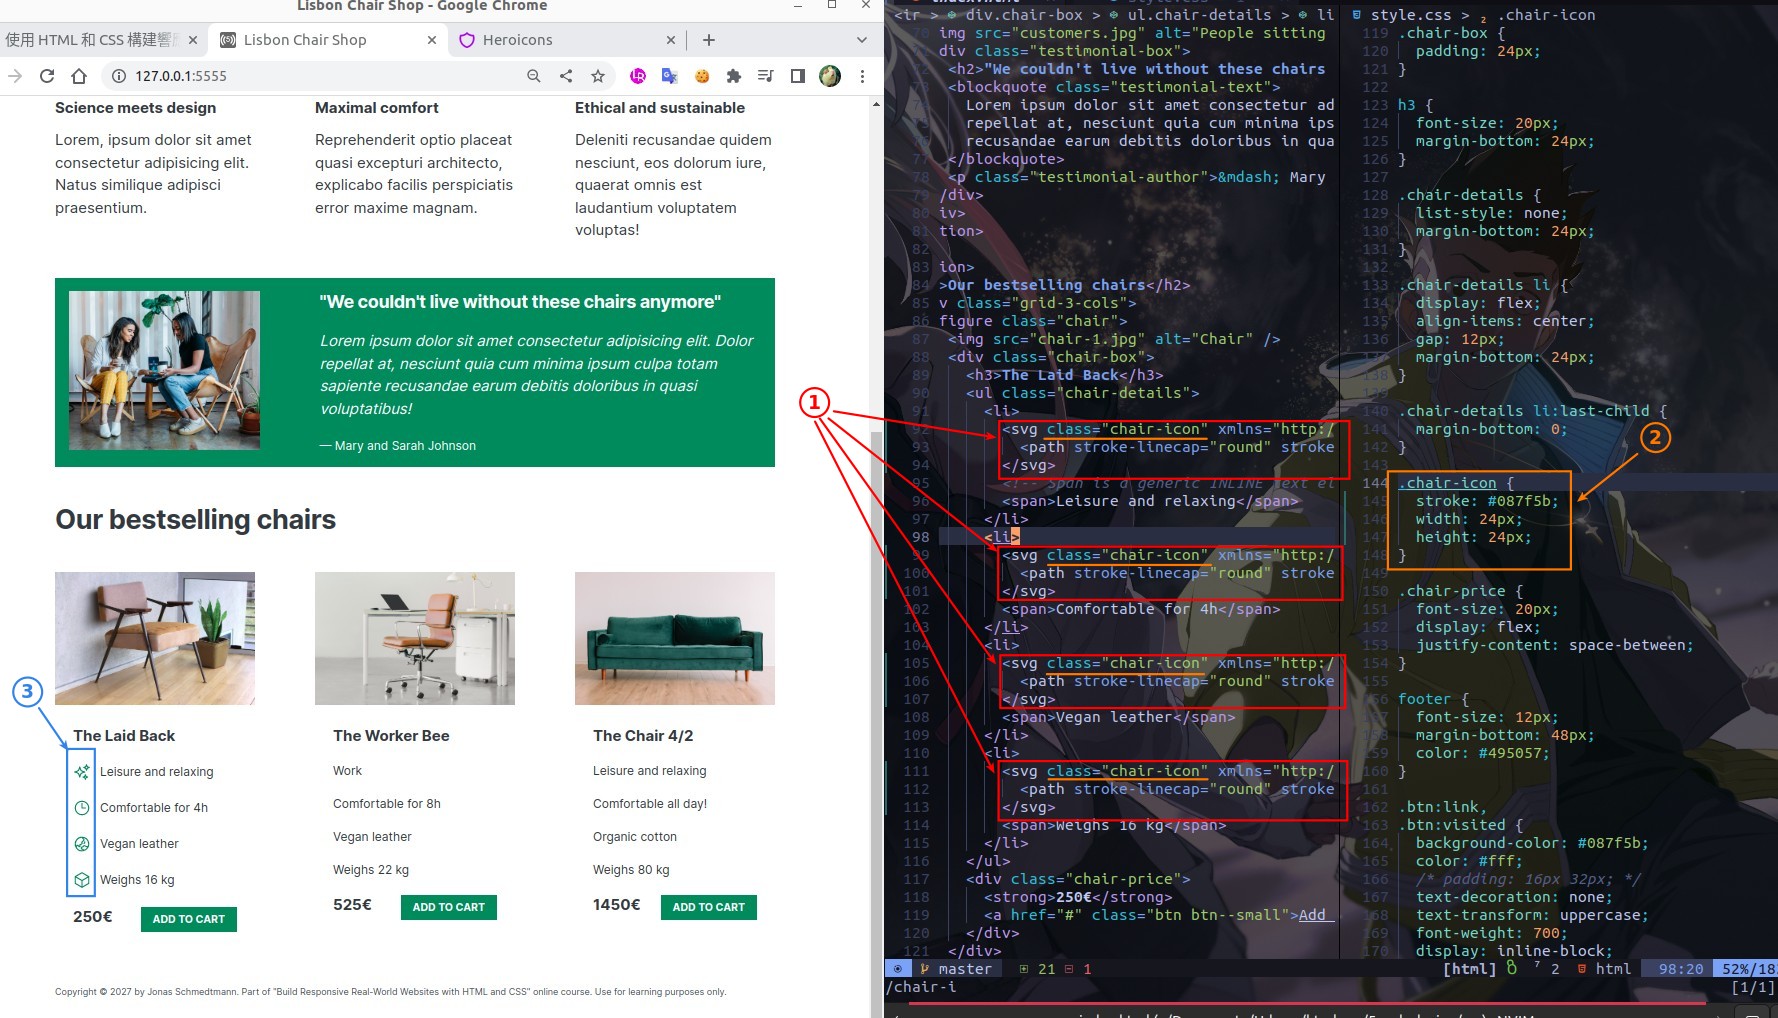 Lisbon Chair Shop - Google Chrome
使用 HTML 和 CSS 構建響
Lisbon Chair Shop
Heroicons
127.0.0.1:5555
Science meets design
Lorem, ipsum dolor sit amet
consectetur adipisicing elit.
Natus similique adipisci
praesentium.
Maximal comfort
Reprehenderit optio placeat
quasi excepturi architecto,
explicabo facilis perspiciatis
error maxime magnam.
Ethical and sustainable
Deleniti recusandae quidem
nesciunt, eos dolorum iure,
quaerat omnis est
laudantium voluptatem
voluptas!
"We couldn't live without these chairs anymore"
Lorem ipsum dolor sit amet consectetur adipisicing elit. Dolor
repellat at, nesciunt quia cum minima ipsum culpa totam
sapiente recusandae earum debitis doloribus in quasi
voluptatibus!
— Mary and Sarah Johnson
Our bestselling chairs
3
The Laid Back
Leisure and relaxing
Comfortable for 4h
Vegan leather
Weighs 16 kg
250€
ADD TO CART
The Worker Bee
Work
Comfortable for 8h
Vegan leather
Weighs 22 kg
525€
ADD TO CART
The Chair 4/2
Leisure and relaxing
Comfortable all day!
Organic cotton
Weighs 80 kg
1450€
ADD TO CART
Copyright © 2027 by Jonas Schmedtmann. Part of "Build Responsive Real-World Websites with HTML and CSS" online course. Use for learning purposes only.
1
<ir > div.chair-box > ul.chair-details > li
img src="customers.jpg" alt="People sitting
div class="testimonial-box">
<h2>"We couldn't live without these chairs
<blockquote class="testimonial-text">
Lorem ipsum dolor sit amet consectetur ad
repellat at, nesciunt quia cum minima ips
recusandae earum debitis doloribus in qua
</blockquote>
78 <p class="testimonial-author">&mdash; Mary
79 /div>
80 iv>
81 tion>
82
83 ion>
84 >Our bestselling chairs</h2>
85 v class="grid-3-cols">
86 figure class="chair">
87 <img src="chair-1.jpg" alt="Chair" />
88 <div class="chair-box">
89 <h3>The Laid Back</h3>
90 <ul class="chair-details">
91 <li>
92 <svg class="chair-icon" xmlns="http:/
93 <path stroke-linecap="round" stroke
94 </svg>
95 <!-- Span is a generic INLINE text el
96 <span>Leisure and relaxing</span>
97 </li>
98 <li>
99 <svg class="chair-icon" xmlns="http:/
100 <path stroke-linecap="round" stroke
101 </svg>
102 <span>Comfortable for 4h</span>
103 </li>
104 <li>
105 <svg class="chair-icon" xmlns="http:/
106 <path stroke-linecap="round" stroke
107 </svg>
108 <span>Vegan leather</span>
109 </li>
110 <li>
111 <svg class="chair-icon" xmlns="http:/
112 <path stroke-linecap="round" stroke
113 </svg>
114 <span>Weighs 16 kg</span>
115 </li>
116 </ul>
117 <div class="chair-price">
118 <strong>250€</strong>
119 <a href="#" class="btn btn--small">Add
120 </div>
121 </div>
style.css > .chair-icon
119 .chair-box {
120 padding: 24px;
121 }
122
123 h3 {
124 font-size: 20px;
125 margin-bottom: 24px;
126 }
127
128 .chair-details {
129 list-style: none;
130 margin-bottom: 24px;
131 }
132
133 .chair-details li {
134 display: flex;
135 align-items: center;
136 gap: 12px;
137 margin-bottom: 24px;
138 }
139
140 .chair-details li:last-child {
141 margin-bottom: 0;
142 }
143
2
144 .chair-icon {
145 stroke: #087f5b;
146 width: 24px;
147 height: 24px;
148 }
149
150 .chair-price {
151 font-size: 20px;
152 display: flex;
153 justify-content: space-between;
154 }
155
156 footer {
157 font-size: 12px;
158 margin-bottom: 48px;
159 color: #495057;
160 }
161
162 .btn:link,
163 .btn:visited {
164 background-color: #087f5b;
165 color: #fff;
166 /* padding: 16px 32px; */
167 text-decoration: none;
168 text-transform: uppercase;
169 font-weight: 700;
170 display: inline-block;
master 21 1 [html] 2 html 98:20 52%/18
/chair-i [1/1]